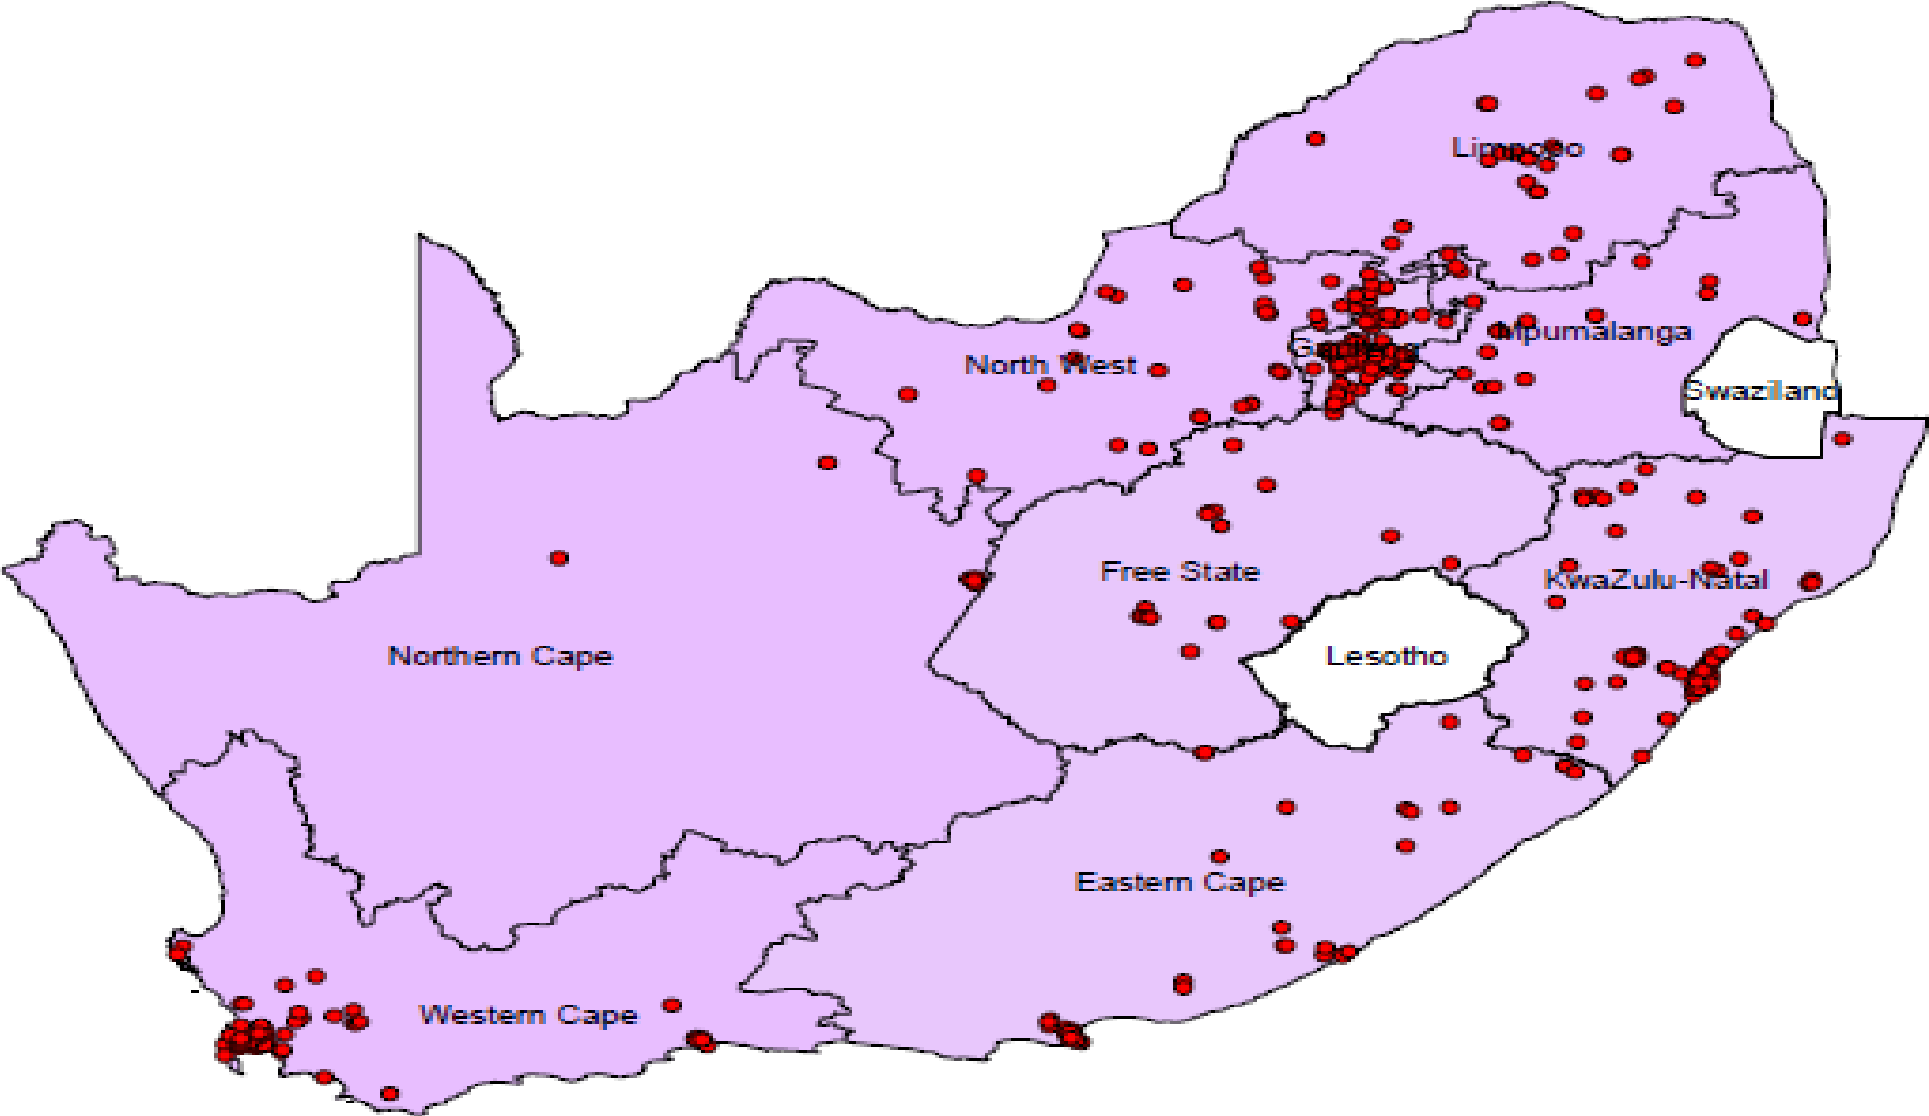 Limpopo
North West
Mpumalanga
Swaziland
Free State
KwaZulu-Natal
Northern Cape
Lesotho
Eastern Cape
Western Cape